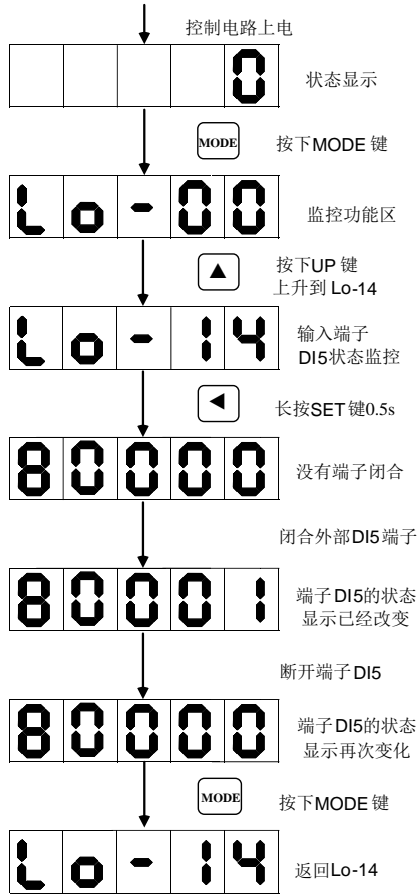 控制电路上电
0
状态显示
MODE
按下MODE 键
Lo-00
监控功能区
按下UP 键
上升到 Lo-14
Lo-14
输入端子
DI5状态监控
长按SET 键0.5s
80000
没有端子闭合
闭合外部DI5端子
80001
端子DI5的状态
显示已经改变
断开端子DI5
80000
端子DI5的状态
显示再次变化
MODE
按下MODE 键
Lo-14
返回Lo-14